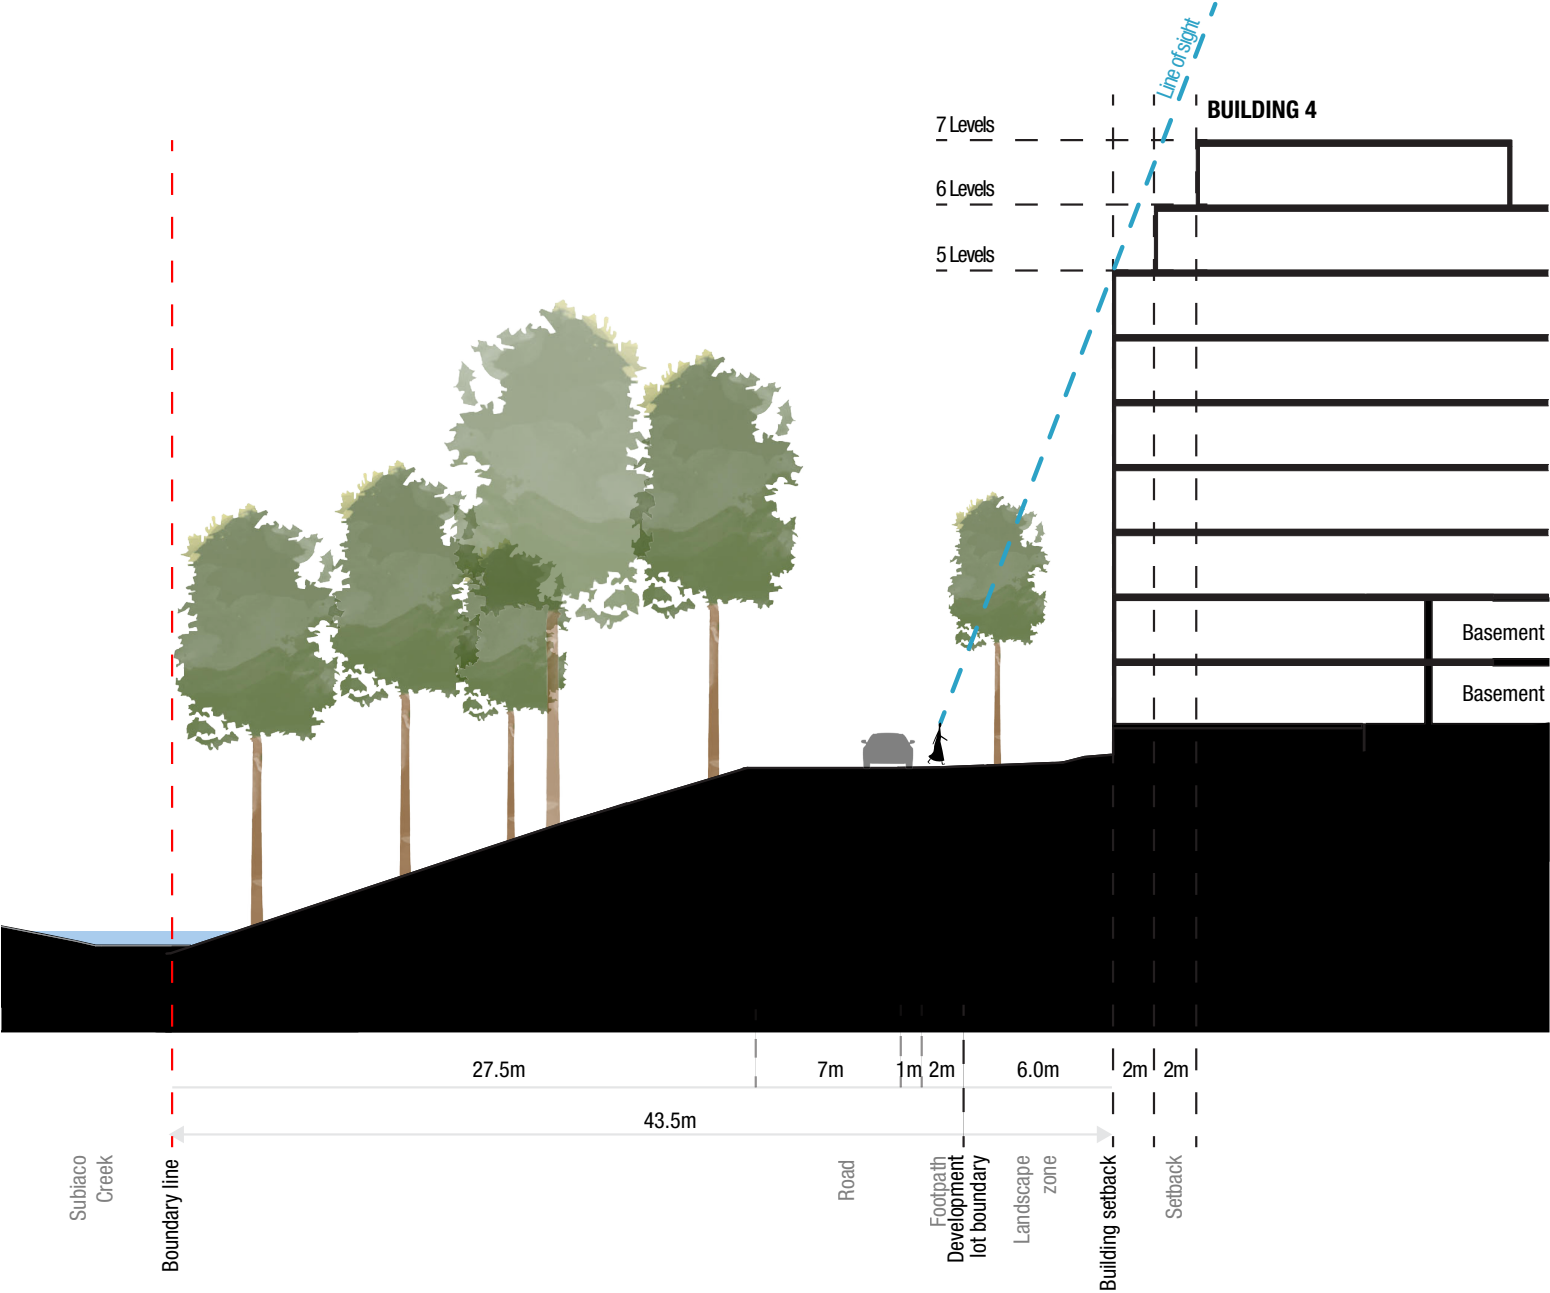 Line of sight
BUILDING 4
7 Levels
6 Levels
5 Levels
Basement
Basement
27.5m
7m
1m
2m
6.0m
2m
2m
43.5m
Subiaco
Creek
Boundary line
Road
Footpath
Development
lot boundary
Landscape
zone
Building setback
Setback